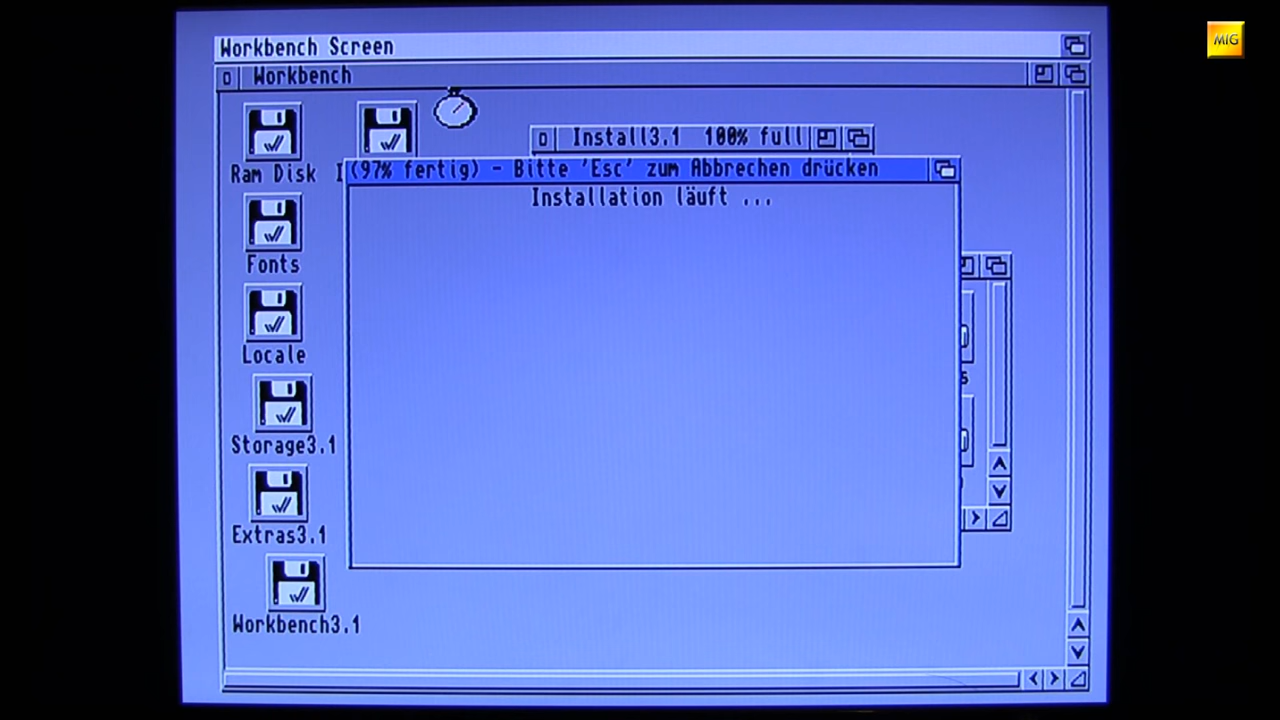 MIG
Workbench Screen
Workbench
Install3.1 100% full
Ram Disk
(97% fertig) - Bitte 'Esc' zum Abbrechen drücken
Installation läuft ...
Fonts
Locale
Storage3.1
Extras3.1
Workbench3.1